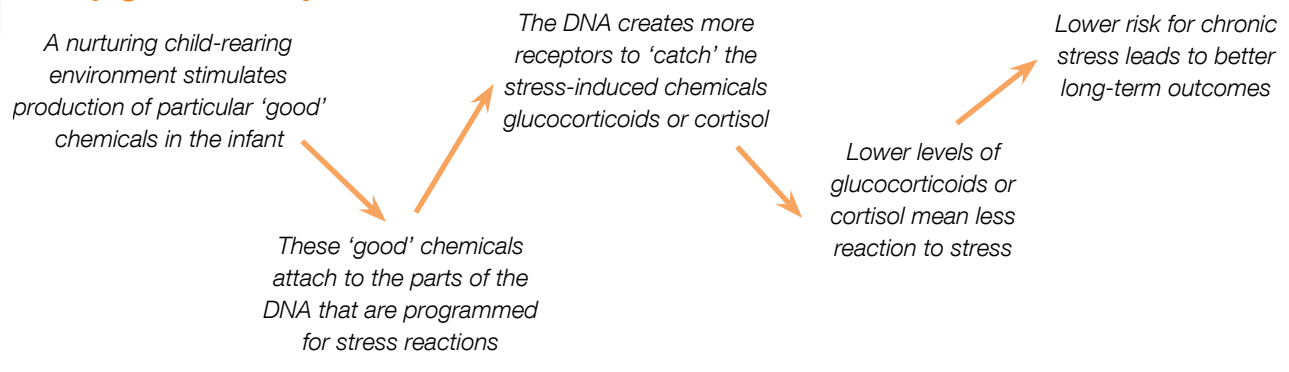 A nurturing child-rearing
environment stimulates
production of particular ‘good’
chemicals in the infant
These ‘good’ chemicals
attach to the parts of the
DNA that are programmed
for stress reactions
The DNA creates more
receptors to ‘catch’ the
stress-induced chemicals
glucocorticoids or cortisol
Lower levels of
glucocorticoids or
cortisol mean less
reaction to stress
Lower risk for chronic
stress leads to better
long-term outcomes